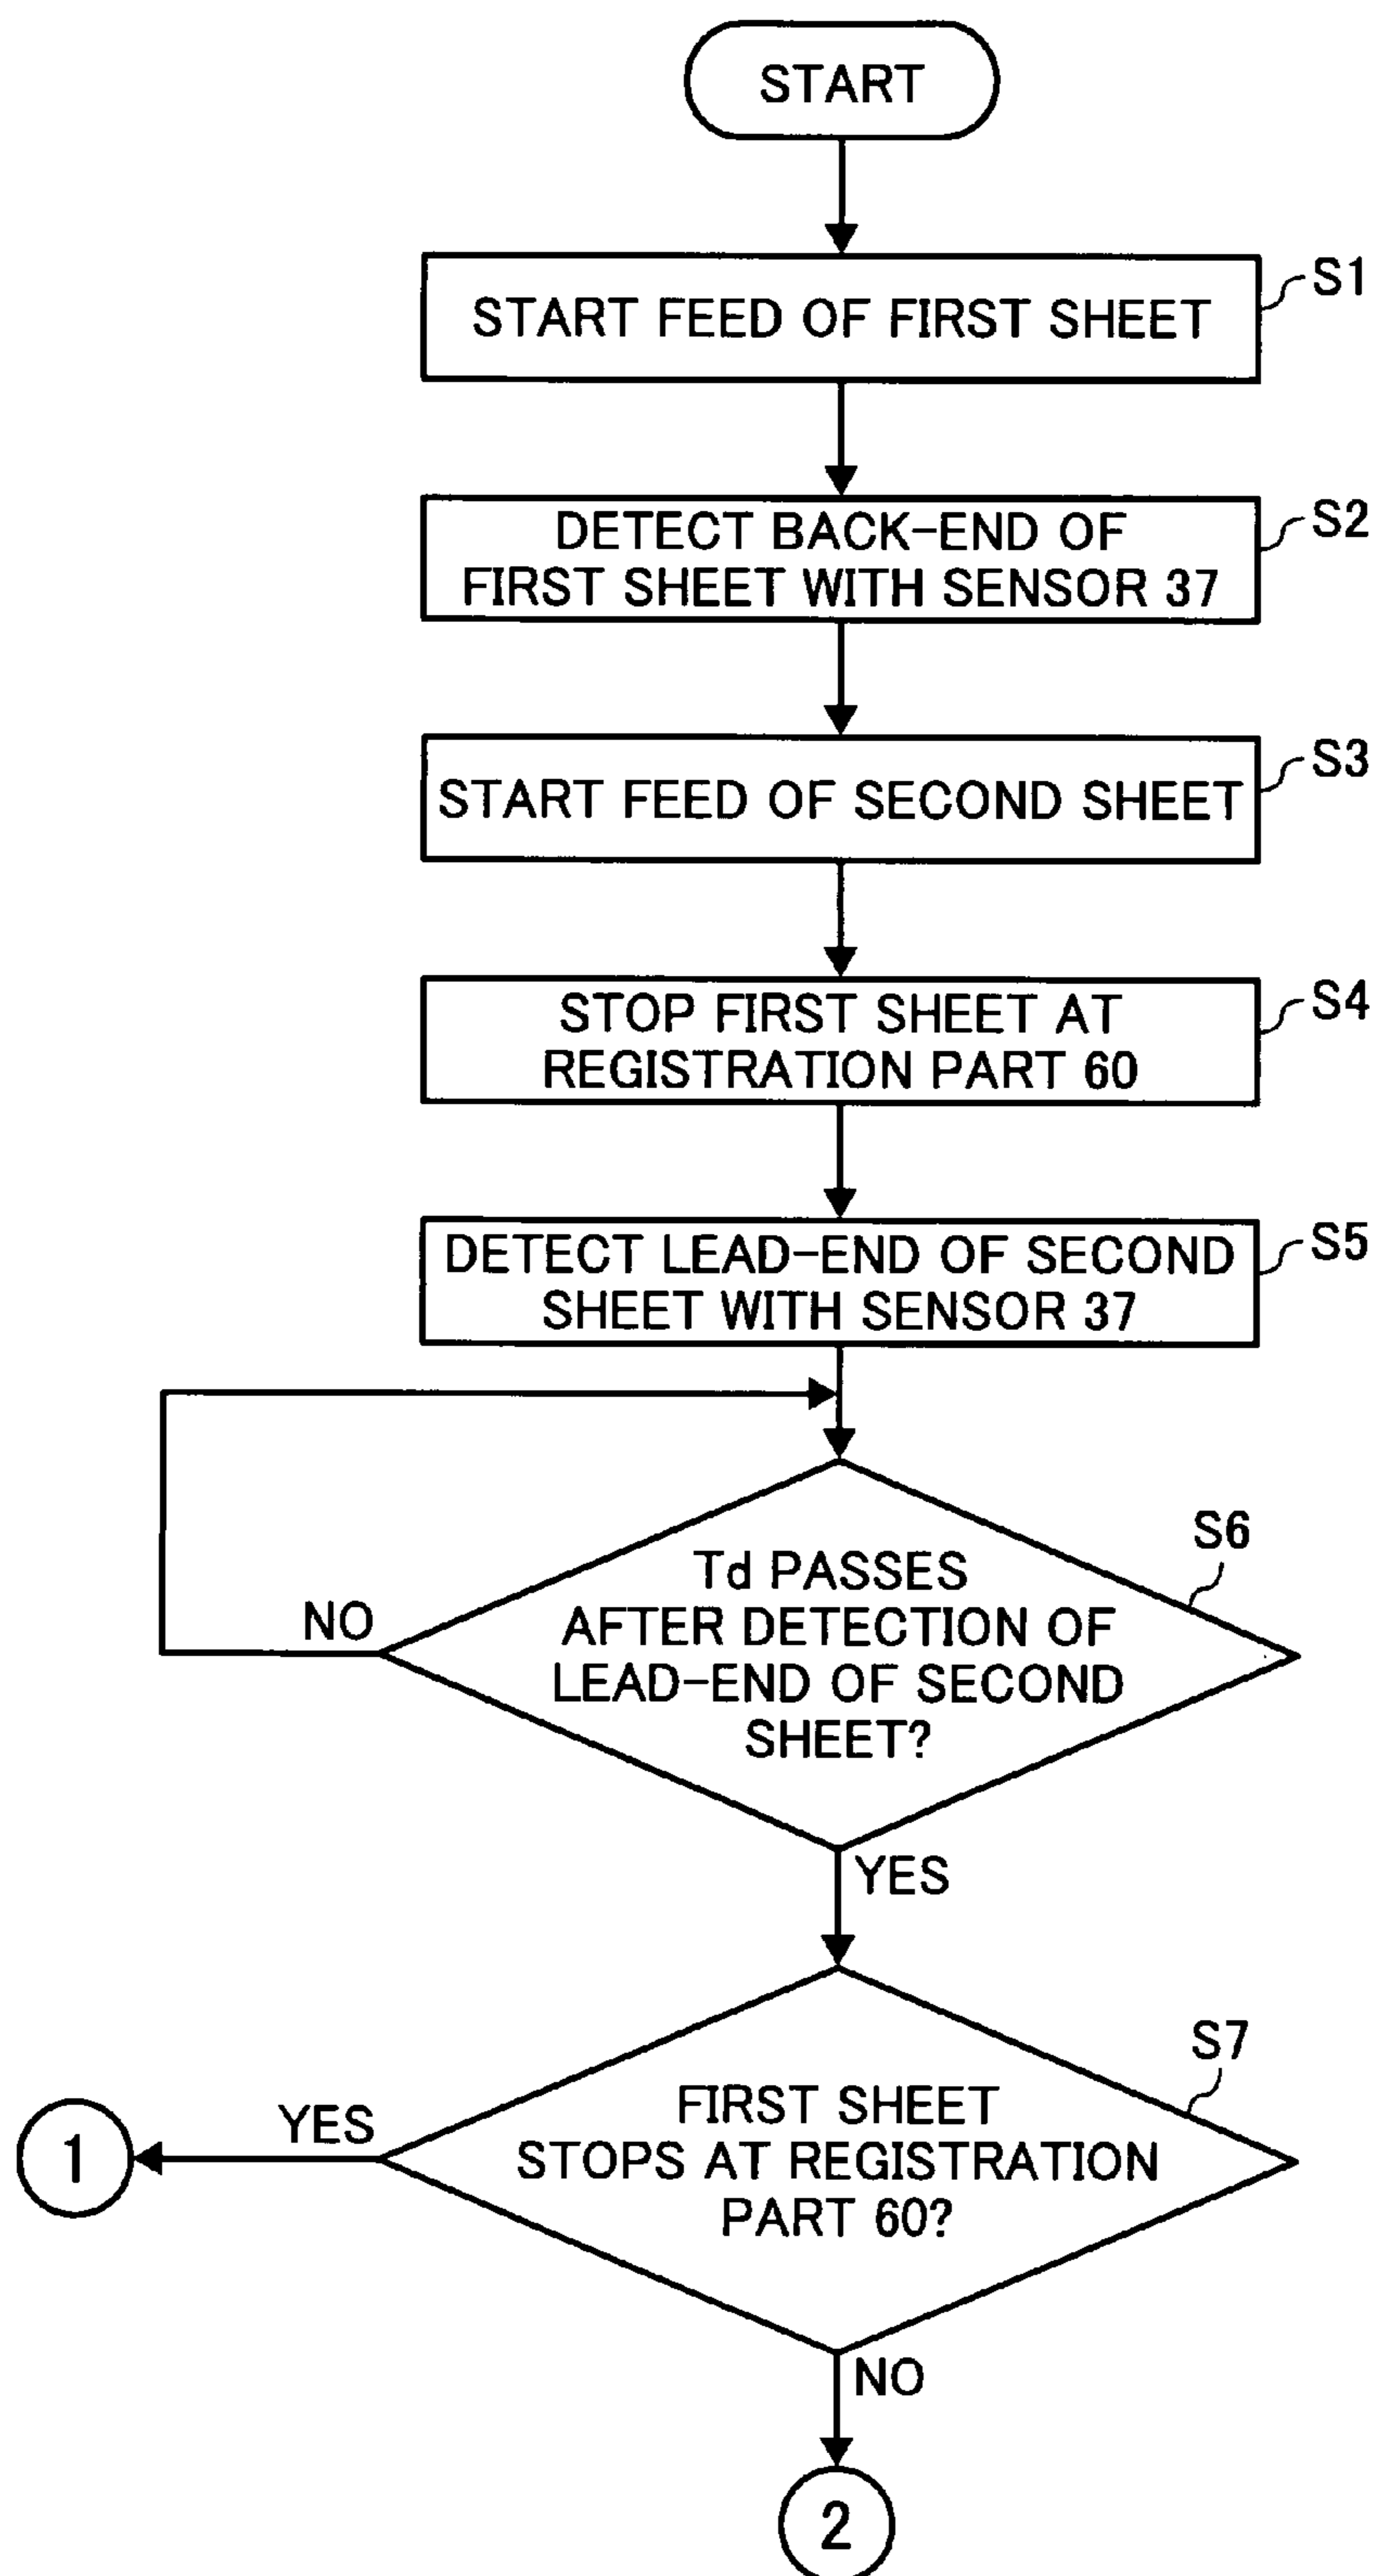 START
START FEED OF FIRST SHEET
S1
DETECT BACK-END OF
FIRST SHEET WITH SENSOR 37
S2
START FEED OF SECOND SHEET
S3
STOP FIRST SHEET AT
REGISTRATION PART 60
S4
DETECT LEAD-END OF SECOND
SHEET WITH SENSOR 37
S5
Td PASSES
AFTER DETECTION OF
LEAD-END OF SECOND
SHEET?
S6
NO
YES
FIRST SHEET
STOPS AT REGISTRATION
PART 60?
S7
YES
1
NO
2